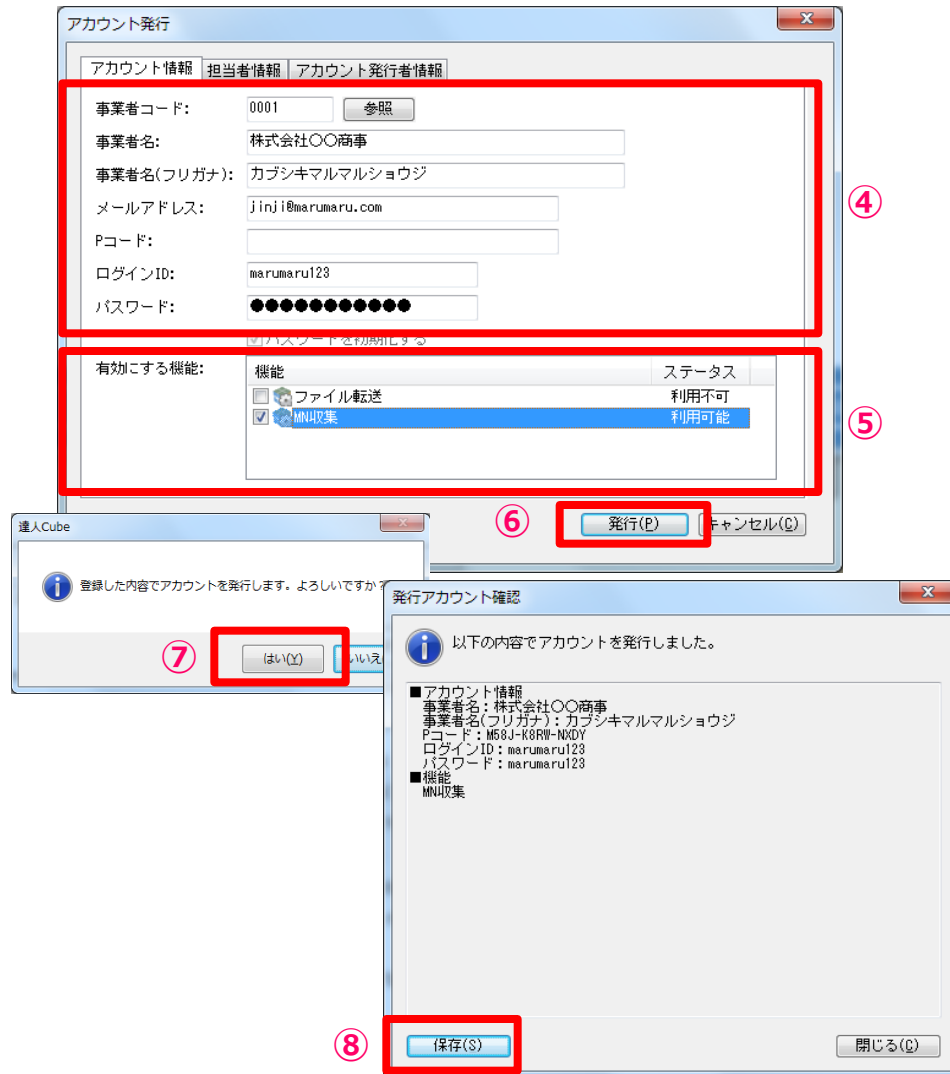 アカウント発行
アカウント情報 担当者情報 アカウント発行者情報
事業者コード: 0001 参照
事業者名: 株式会社〇〇商事
事業者名(フリガナ): カブシキマルマルショウジ
メールアドレス: jinji@marumaru.com
④
Pコード:
ログインID: marumaru123
パスワード: ●●●●●●●●●●●
パスワードを初期化する
有効にする機能: 機能 ステータス
ファイル転送 利用不可
MN収集 利用可能
⑤
⑥ 発行(P) キャンセル(C)
達人Cube
登録した内容でアカウントを発行します。よろしいですか?
⑦ はい(Y) いいえ
発行アカウント確認
以下の内容でアカウントを発行しました。
■アカウント情報
事業者名:株式会社〇〇商事
事業者名(フリガナ):カブシキマルマルショウジ
Pコード:M58J-K8RW-NXDY
ログインID:marumaru123
パスワード:marumaru123
■機能
MN収集
⑧ 保存(S) 閉じる(C)